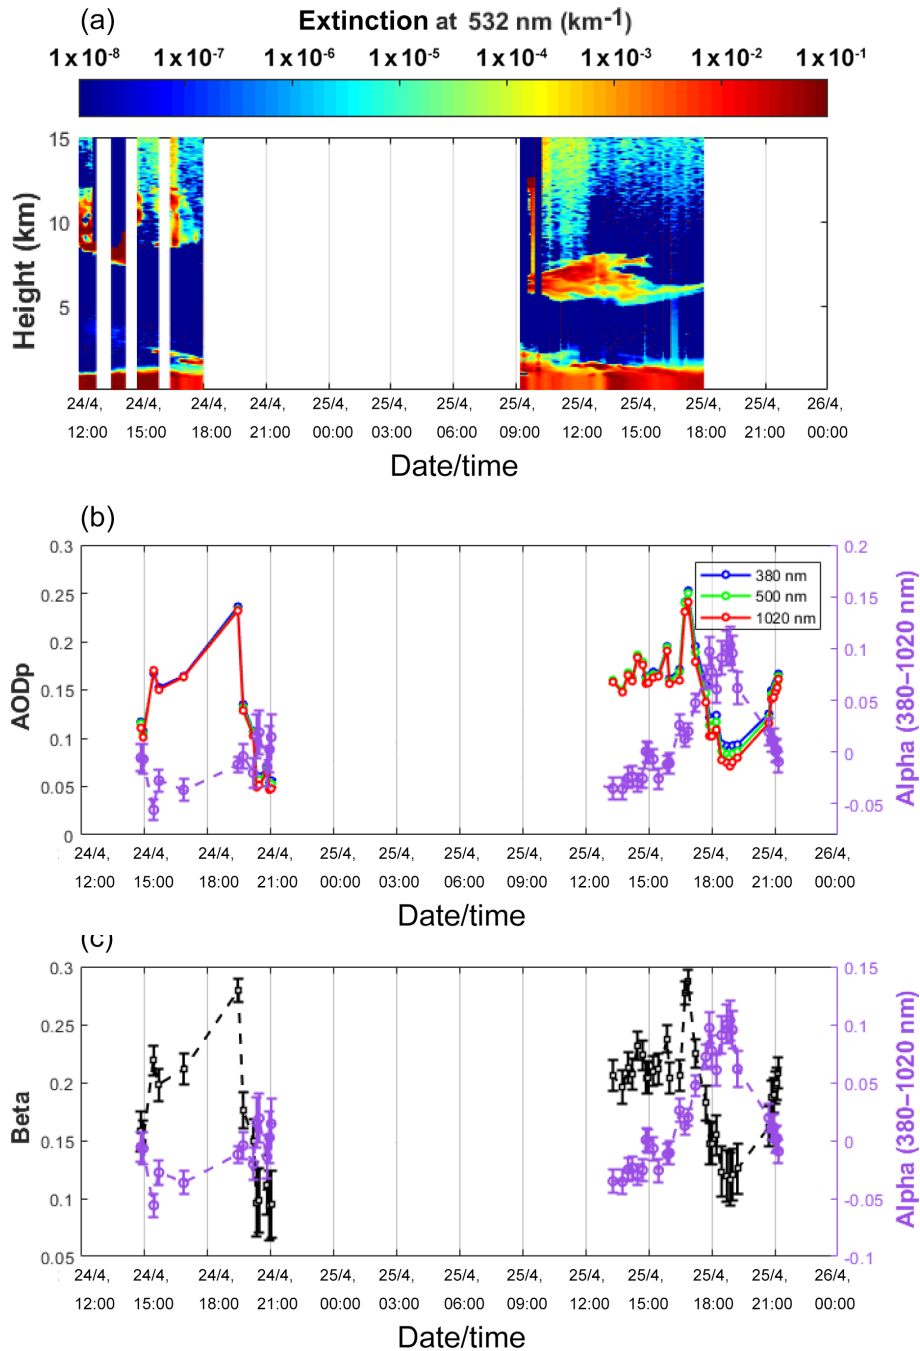 (a)
Extinction at 532 nm (km-1)
1x10-8 1x10-7 1x10-6 1x10-5 1x10-4 1x10-3 1x10-2 1x10-1
15
10
5
Height (km)
24/4, 24/4, 24/4, 24/4, 25/4, 25/4, 25/4, 25/4, 25/4, 25/4, 25/4, 25/4, 26/4,
12:00 15:00 18:00 21:00 00:00 03:00 06:00 09:00 12:00 15:00 18:00 21:00 00:00
Date/time
(b)
0.3 0.2
0.25 0.15
0.2 0.1
0.15 0.05
0.1 0
0.05 -0.05
0
AODp
Alpha (380–1020 nm)
380 nm
500 nm
1020 nm
24/4, 24/4, 24/4, 24/4, 25/4, 25/4, 25/4, 25/4, 25/4, 25/4, 25/4, 25/4, 26/4,
12:00 15:00 18:00 21:00 00:00 03:00 06:00 09:00 12:00 15:00 18:00 21:00 00:00
Date/time
(c)
0.3 0.15
0.25 0.1
0.2 0.05
0.15 0
0.1 -0.05
0.05 -0.1
Beta
Alpha (380–1020 nm)
24/4, 24/4, 24/4, 24/4, 25/4, 25/4, 25/4, 25/4, 25/4, 25/4, 25/4, 25/4, 26/4,
12:00 15:00 18:00 21:00 00:00 03:00 06:00 09:00 12:00 15:00 18:00 21:00 00:00
Date/time